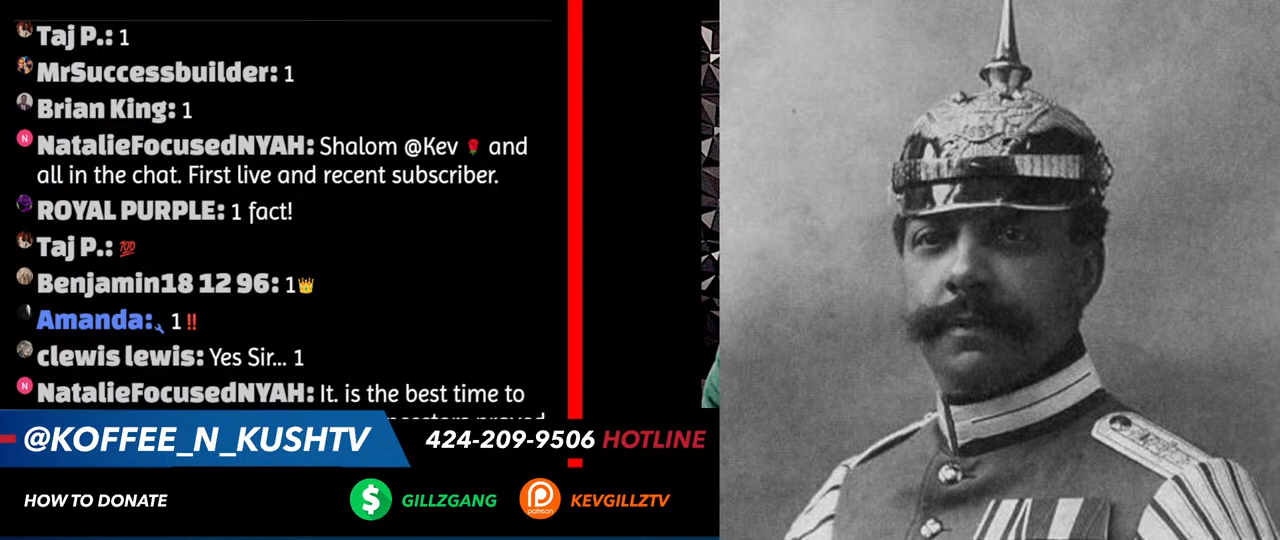 Taj P.: 1
MrSuccessbuilder: 1
Brian King: 1
N
NatalieFocusedNYAH: Shalom @Kev 🌹 and
all in the chat. First live and recent subscriber.
ROYAL PURPLE: 1 fact!
Taj P.: 💯
Benjamin18 12 96: 1👑
Amanda: 1‼️
clewis lewis: Yes Sir... 1
N
NatalieFocusedNYAH: It. is the best time to
@KOFFEE_N_KUSHTV
424-209-9506 HOTLINE
HOW TO DONATE
$ GILLZGANG
patreon KEVGILLZTV